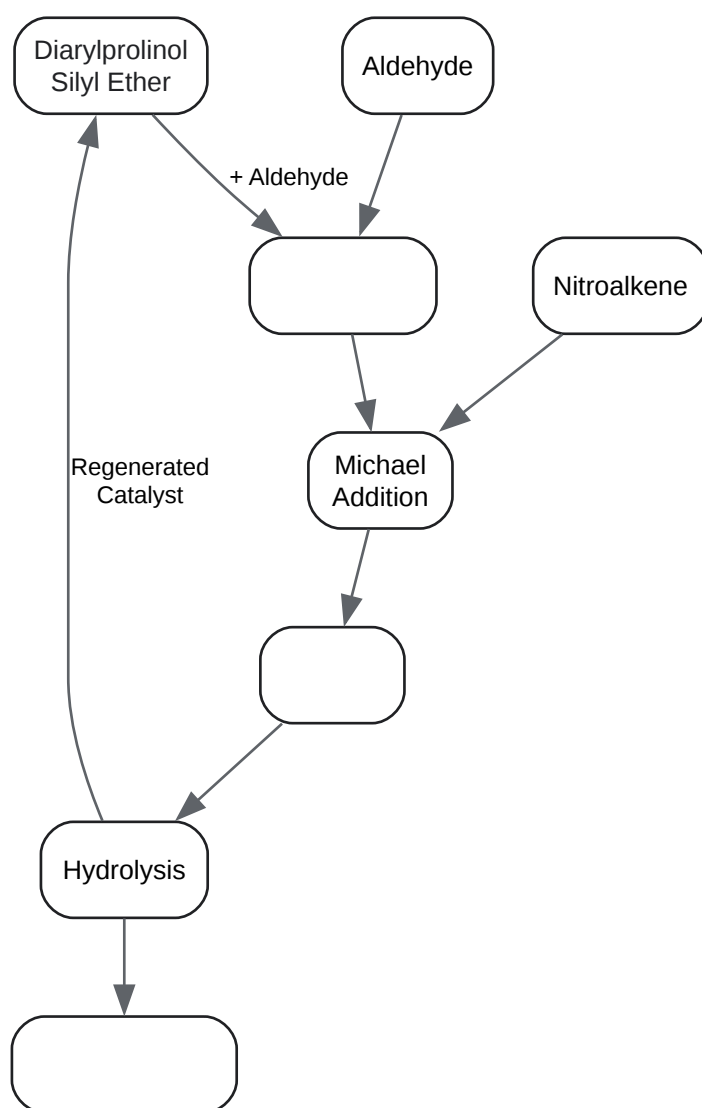 Diarylprolinol
Silyl Ether
Aldehyde
+ Aldehyde
Nitroalkene
Michael
Addition
Regenerated
Catalyst
Hydrolysis